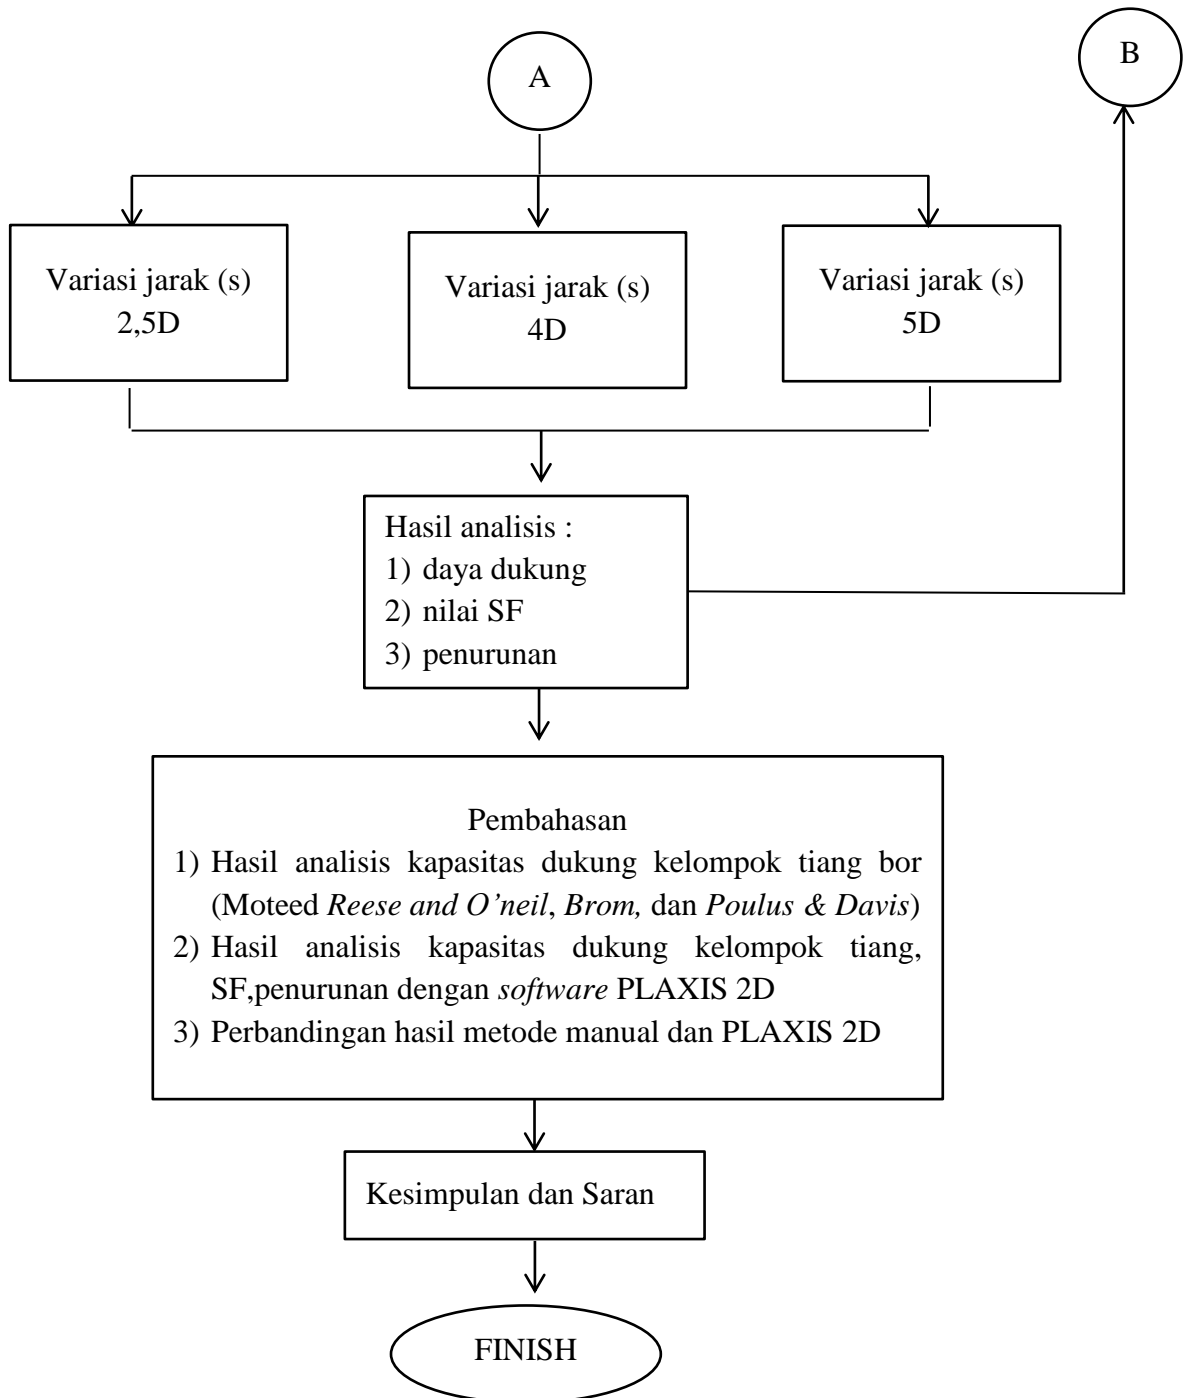 A
B
Variasi jarak (s)
2,5D
Variasi jarak (s)
4D
Variasi jarak (s)
5D
Hasil analisis :
1) daya dukung
2) nilai SF
3) penurunan
Pembahasan
1) Hasil analisis kapasitas dukung kelompok tiang bor
(Moteed Reese and O’neil, Brom, dan Poulus & Davis)
2) Hasil analisis kapasitas dukung kelompok tiang,
SF,penurunan dengan software PLAXIS 2D
3) Perbandingan hasil metode manual dan PLAXIS 2D
Kesimpulan dan Saran
FINISH